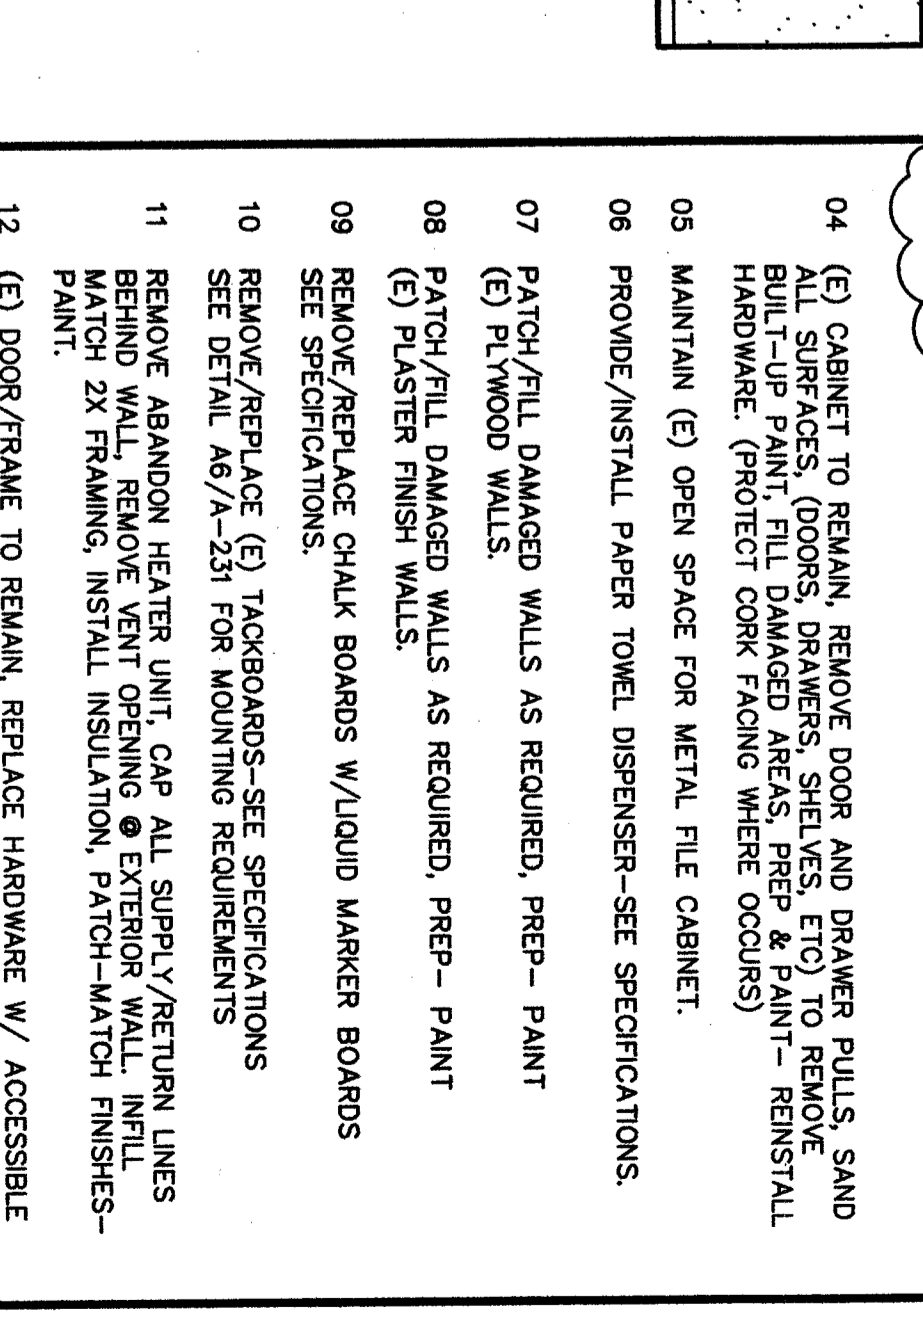 04 (E) CABINET TO REMAIN, REMOVE DOOR AND DRAWER PULLS, SAND
ALL SURFACES, (DOORS, DRAWERS, SHELVES, ETC) TO REMOVE
BUILT-UP PAINT, FILL DAMAGED AREAS, PREP & PAINT- REINSTALL
HARDWARE. (PROTECT CORK FACING WHERE OCCURS)
05 MAINTAIN (E) OPEN SPACE FOR METAL FILE CABINET.
06 PROVIDE/INSTALL PAPER TOWEL DISPENSER-SEE SPECIFICATIONS.
07 PATCH/FILL DAMAGED WALLS AS REQUIRED, PREP- PAINT
(E) PLYWOOD WALLS.
08 PATCH/FILL DAMAGED WALLS AS REQUIRED, PREP- PAINT
(E) PLASTER FINISH WALLS.
09 REMOVE/REPLACE CHALK BOARDS W/LIQUID MARKER BOARDS
SEE SPECIFICATIONS.
10 REMOVE/REPLACE (E) TACKBOARDS-SEE SPECIFICATIONS
SEE DETAIL A6/A-231 FOR MOUNTING REQUIREMENTS
11 REMOVE ABANDON HEATER UNIT, CAP ALL SUPPLY/RETURN LINES
BEHIND WALL, REMOVE VENT OPENING @ EXTERIOR WALL. INFILL
MATCH 2X FRAMING, INSTALL INSULATION, PATCH-MATCH FINISHES-
PAINT.
12 (E) DOOR/FRAME TO REMAIN, REPLACE HARDWARE W/ ACCESSIBLE